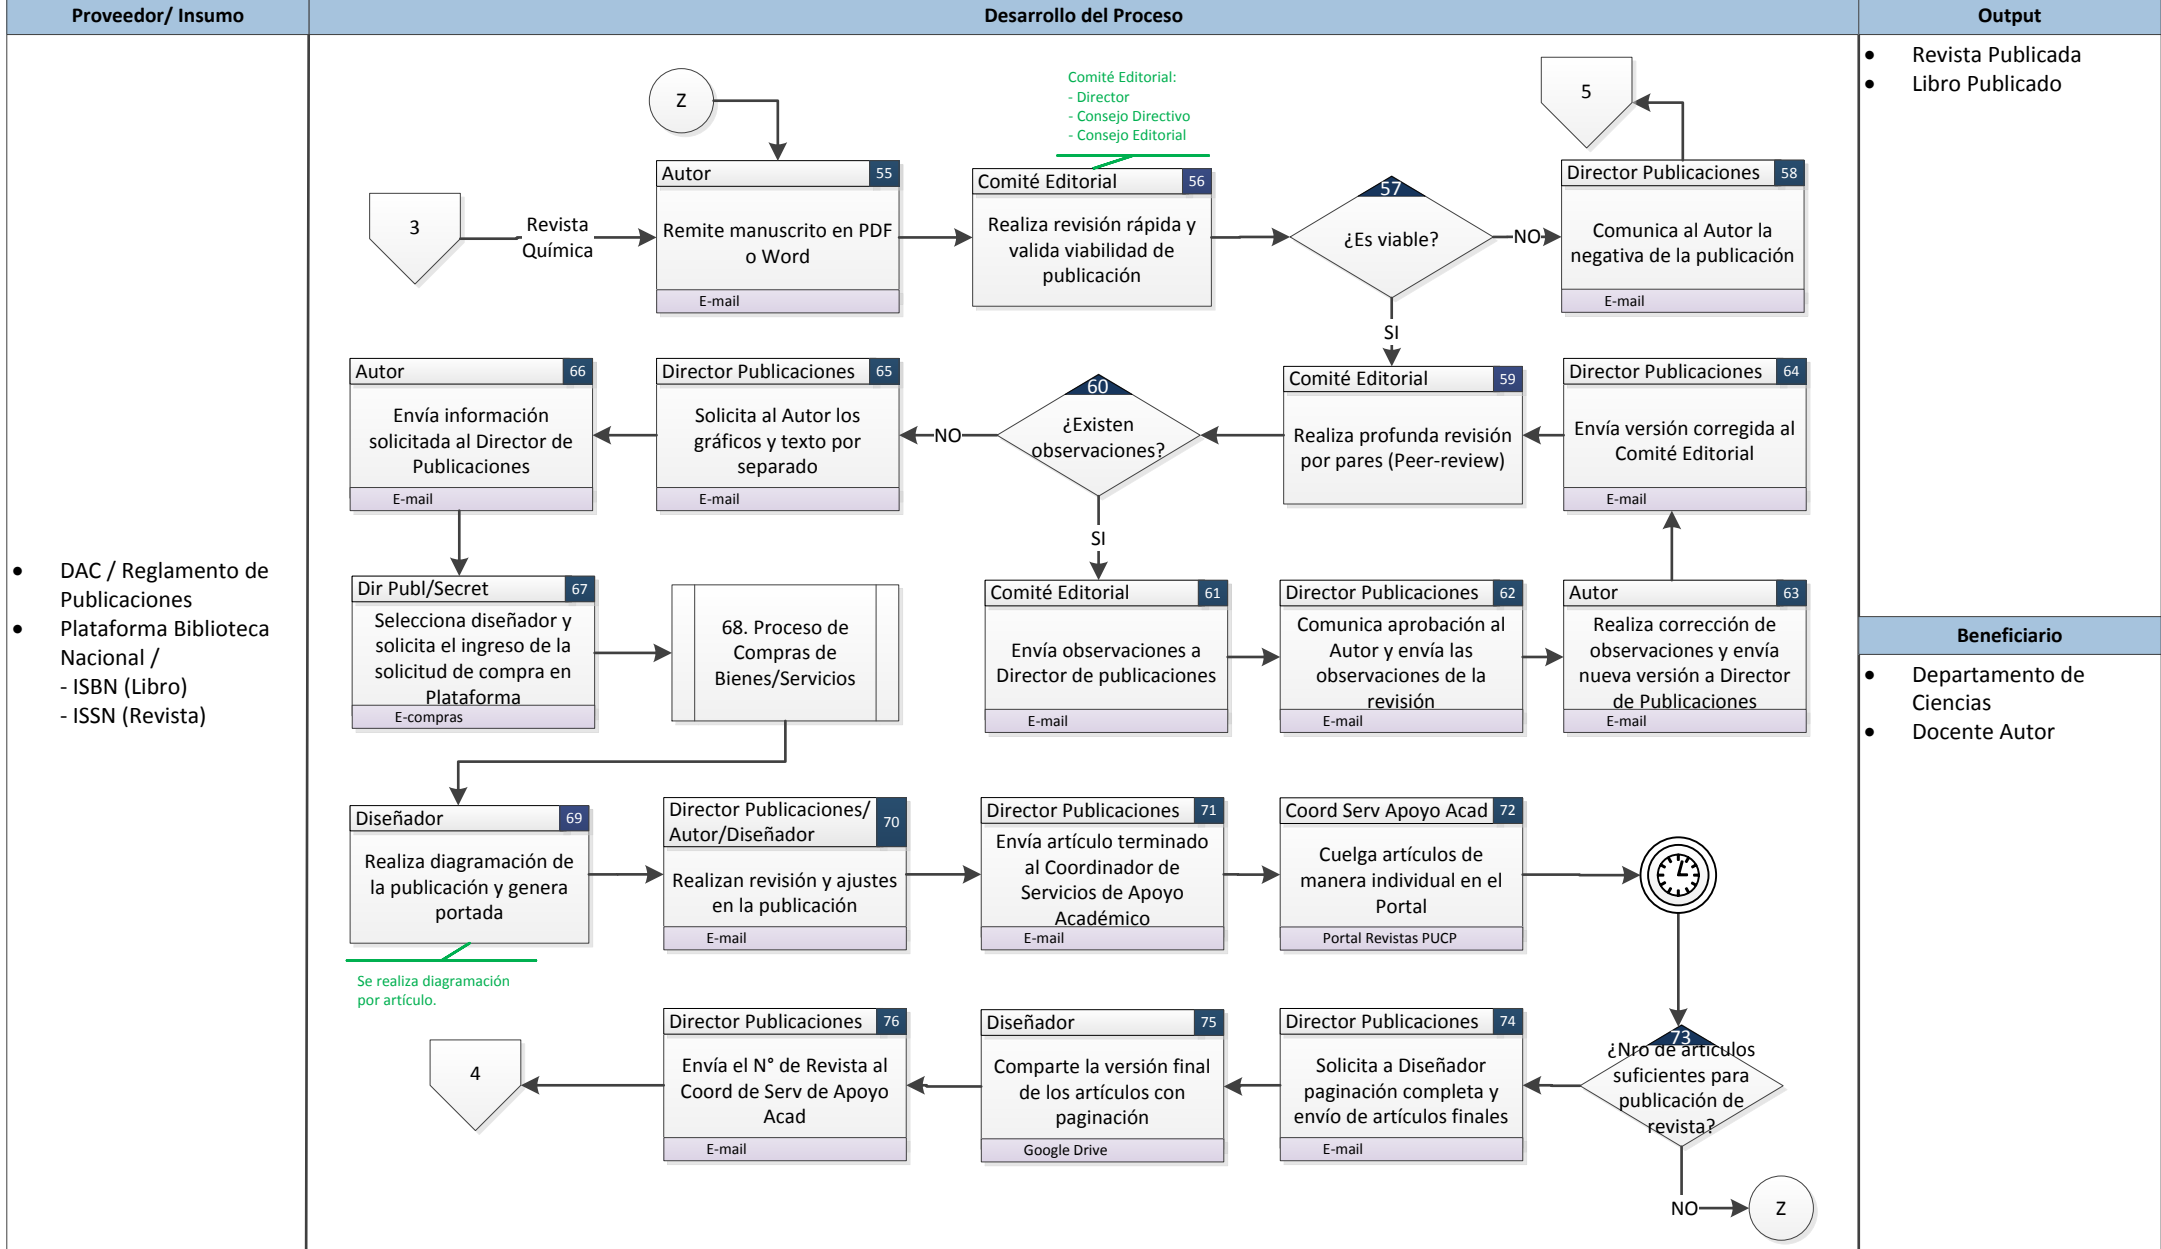 Proveedor/ Insumo
Desarrollo del Proceso
Output
DAC / Reglamento de
Publicaciones
Plataforma Biblioteca
Nacional /
- ISBN (Libro)
- ISSN (Revista)
Z
Comité Editorial:
- Director
- Consejo Directivo
- Consejo Editorial
5
3
Revista
Química
Autor
55
Remite manuscrito en PDF
o Word
E-mail
Comité Editorial
56
Realiza revisión rápida y
valida viabilidad de
publicación
57
¿Es viable?
NO
SI
Director Publicaciones
58
Comunica al Autor la
negativa de la publicación
E-mail
Comité Editorial
59
Realiza profunda revisión
por pares (Peer-review)
60
¿Existen
observaciones?
NO
SI
Comité Editorial
61
Envía observaciones a
Director de publicaciones
E-mail
Director Publicaciones
62
Comunica aprobación al
Autor y envía las
observaciones de la
revisión
E-mail
Autor
63
Realiza corrección de
observaciones y envía
nueva versión a Director
de Publicaciones
E-mail
Director Publicaciones
64
Envía versión corregida al
Comité Editorial
E-mail
Director Publicaciones
65
Solicita al Autor los
gráficos y texto por
separado
E-mail
Autor
66
Envía información
solicitada al Director de
Publicaciones
E-mail
Dir Publ/Secret
67
Selecciona diseñador y
solicita el ingreso de la
solicitud de compra en
Plataforma
E-compras
68. Proceso de
Compras de
Bienes/Servicios
Diseñador
69
Realiza diagramación de
la publicación y genera
portada
Se realiza diagramación
por artículo.
Director Publicaciones/
Autor/Diseñador
70
Realizan revisión y ajustes
en la publicación
E-mail
Director Publicaciones
71
Envía artículo terminado
al Coordinador de
Servicios de Apoyo
Académico
E-mail
Coord Serv Apoyo Acad
72
Cuelga artículos de
manera individual en el
Portal
Portal Revistas PUCP
73
¿Nro de artículos
suficientes para
publicación de
revista?
NO
Z
Director Publicaciones
74
Solicita a Diseñador
paginación completa y
envío de artículos finales
E-mail
Diseñador
75
Comparte la versión final
de los artículos con
paginación
Google Drive
Director Publicaciones
76
Envía el N° de Revista al
Coord de Serv de Apoyo
Acad
E-mail
4
Revista Publicada
Libro Publicado
Beneficiario
Departamento de
Ciencias
Docente Autor